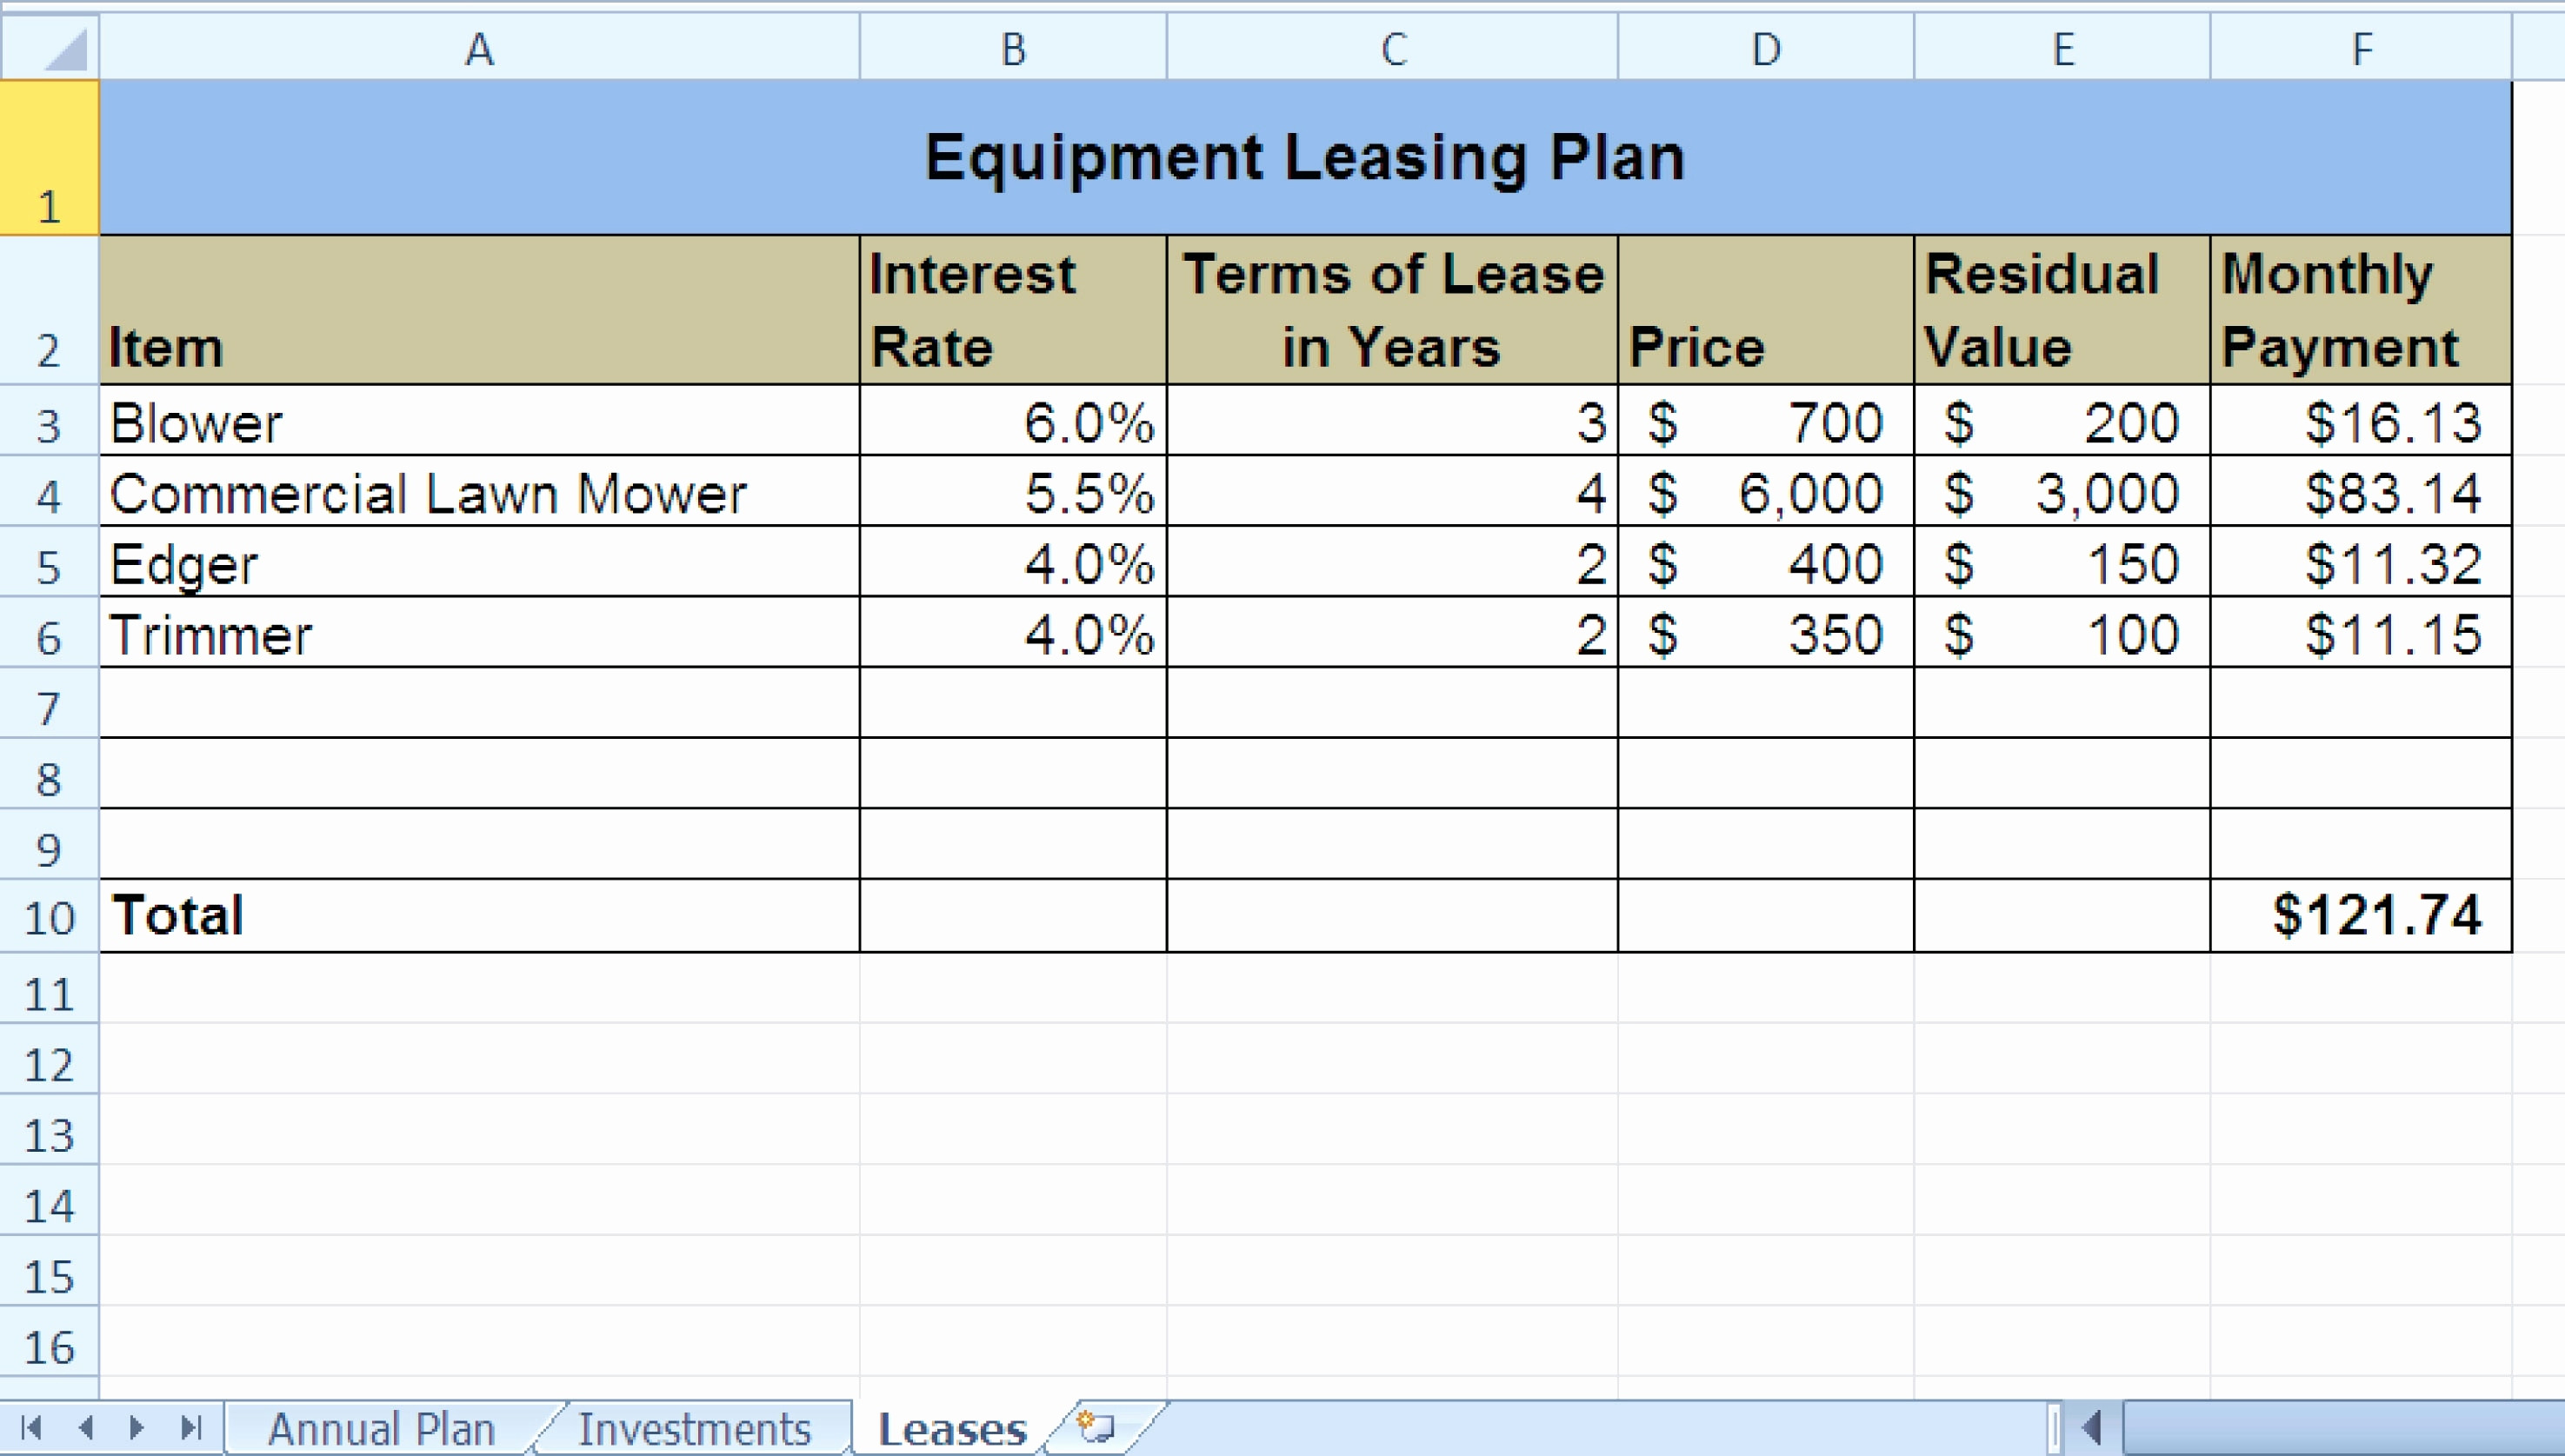 A B C D E F
1 Equipment Leasing Plan
2 Item Interest Rate Terms of Lease in Years Price Residual Value Monthly Payment
3 Blower 6.0% 3 $ 700 $ 200 $16.13
4 Commercial Lawn Mower 5.5% 4 $ 6,000 $ 3,000 $83.14
5 Edger 4.0% 2 $ 400 $ 150 $11.32
6 Trimmer 4.0% 2 $ 350 $ 100 $11.15
7
8
9
10 Total $121.74
11
12
13
14
15
16
Annual Plan Investments Leases